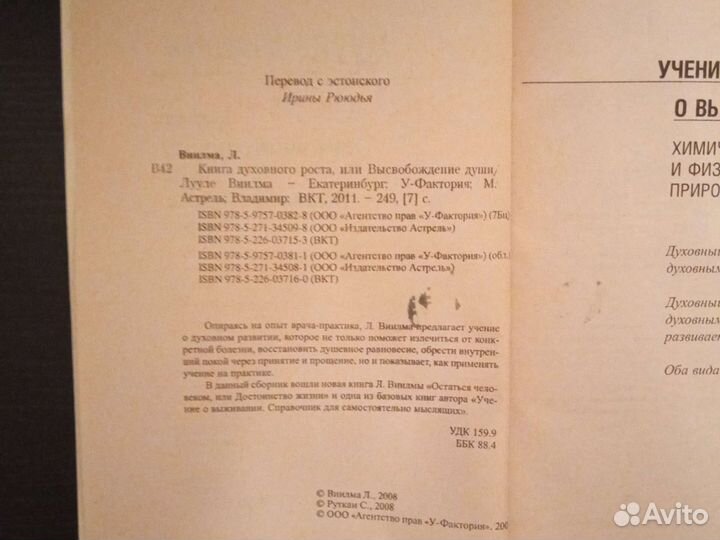 Перевод с эстонского
Ирины Рююдья
Виилма, Л.
В42 Книга духовного роста, или Высвобождение души/
Лууле Виилма – Екатеринбург: У-Фактория; М.
Астрель; Владимир: ВКТ, 2011. – 249, [7] с.
ISBN 978-5-9757-0382-8 (ООО «Агентство прав «У-Фактория») (7Бц)
ISBN 978-5-271-34509-8 (ООО «Издательство Астрель»)
ISBN 978-5-226-03715-3 (ВКТ)
ISBN 978-5-9757-0381-1 (ООО «Агентство прав «У-Фактория») (обл.)
ISBN 978-5-271-34508-1 (ООО «Издательство Астрель»)
ISBN 978-5-226-03716-0 (ВКТ)
Опираясь на опыт врача-практика, Л. Виилма предлагает учение
о духовном развитии, которое не только поможет излечиться от конк-
ретной болезни, восстановить душевное равновесие, обрести внутрен-
ний покой через принятие и прощение, но и показывает, как применять
учение на практике.
В данный сборник вошли новая книга Л. Виилмы «Остаться чело-
веком, или Достоинство жизни» и одна из базовых книг автора «Уче-
ние о выживании. Справочник для самостоятельно мыслящих».
УДК 159.9
ББК 88.4
© Виилма Л., 2008
© Руткаи С., 2008
© ООО «Агентство прав «У-Фактория», 200
УЧЕНИ
О ВЫ
ХИМИЧ
И ФИЗ
ПРИРО
Духовны
духовным
Духовны
духовным
развивае
Оба вида
Avito